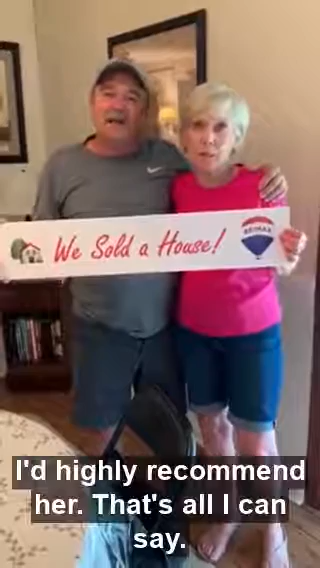 We Sold a House!
RE/MAX
I'd highly recommend
her. That's all I can
say.